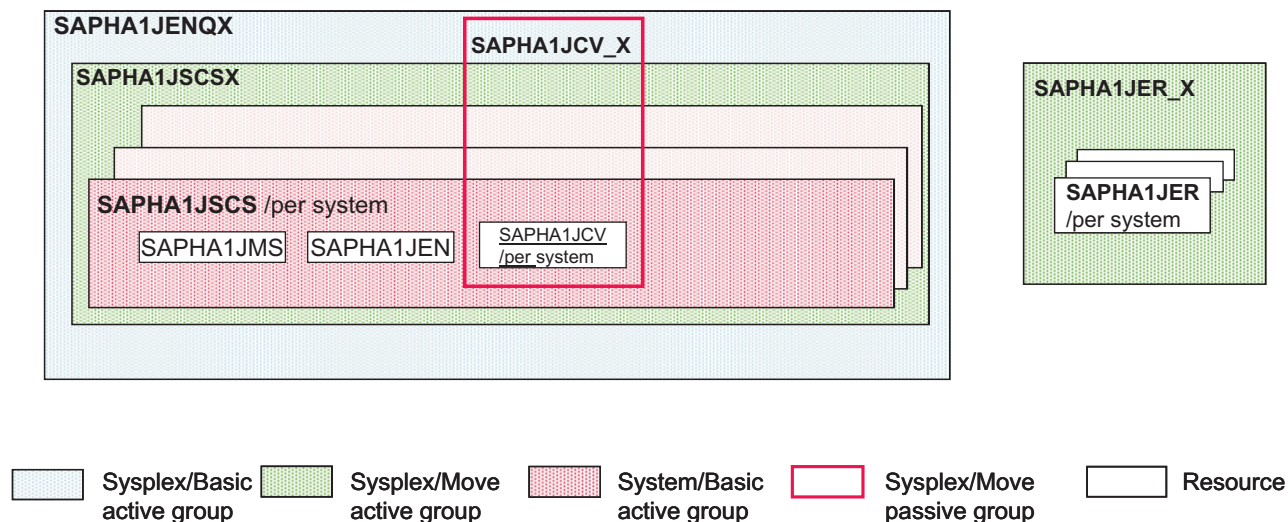 SAPHA1JENQX
SAPHA1JCV_X
SAPHA1JSCSX
SAPHA1JSCS /per system
SAPHA1JMS
SAPHA1JEN
SAPHA1JCV
/per system
SAPHA1JER_X
SAPHA1JER
/per system
Sysplex/Basic
active group
Sysplex/Move
active group
System/Basic
active group
Sysplex/Move
passive group
Resource